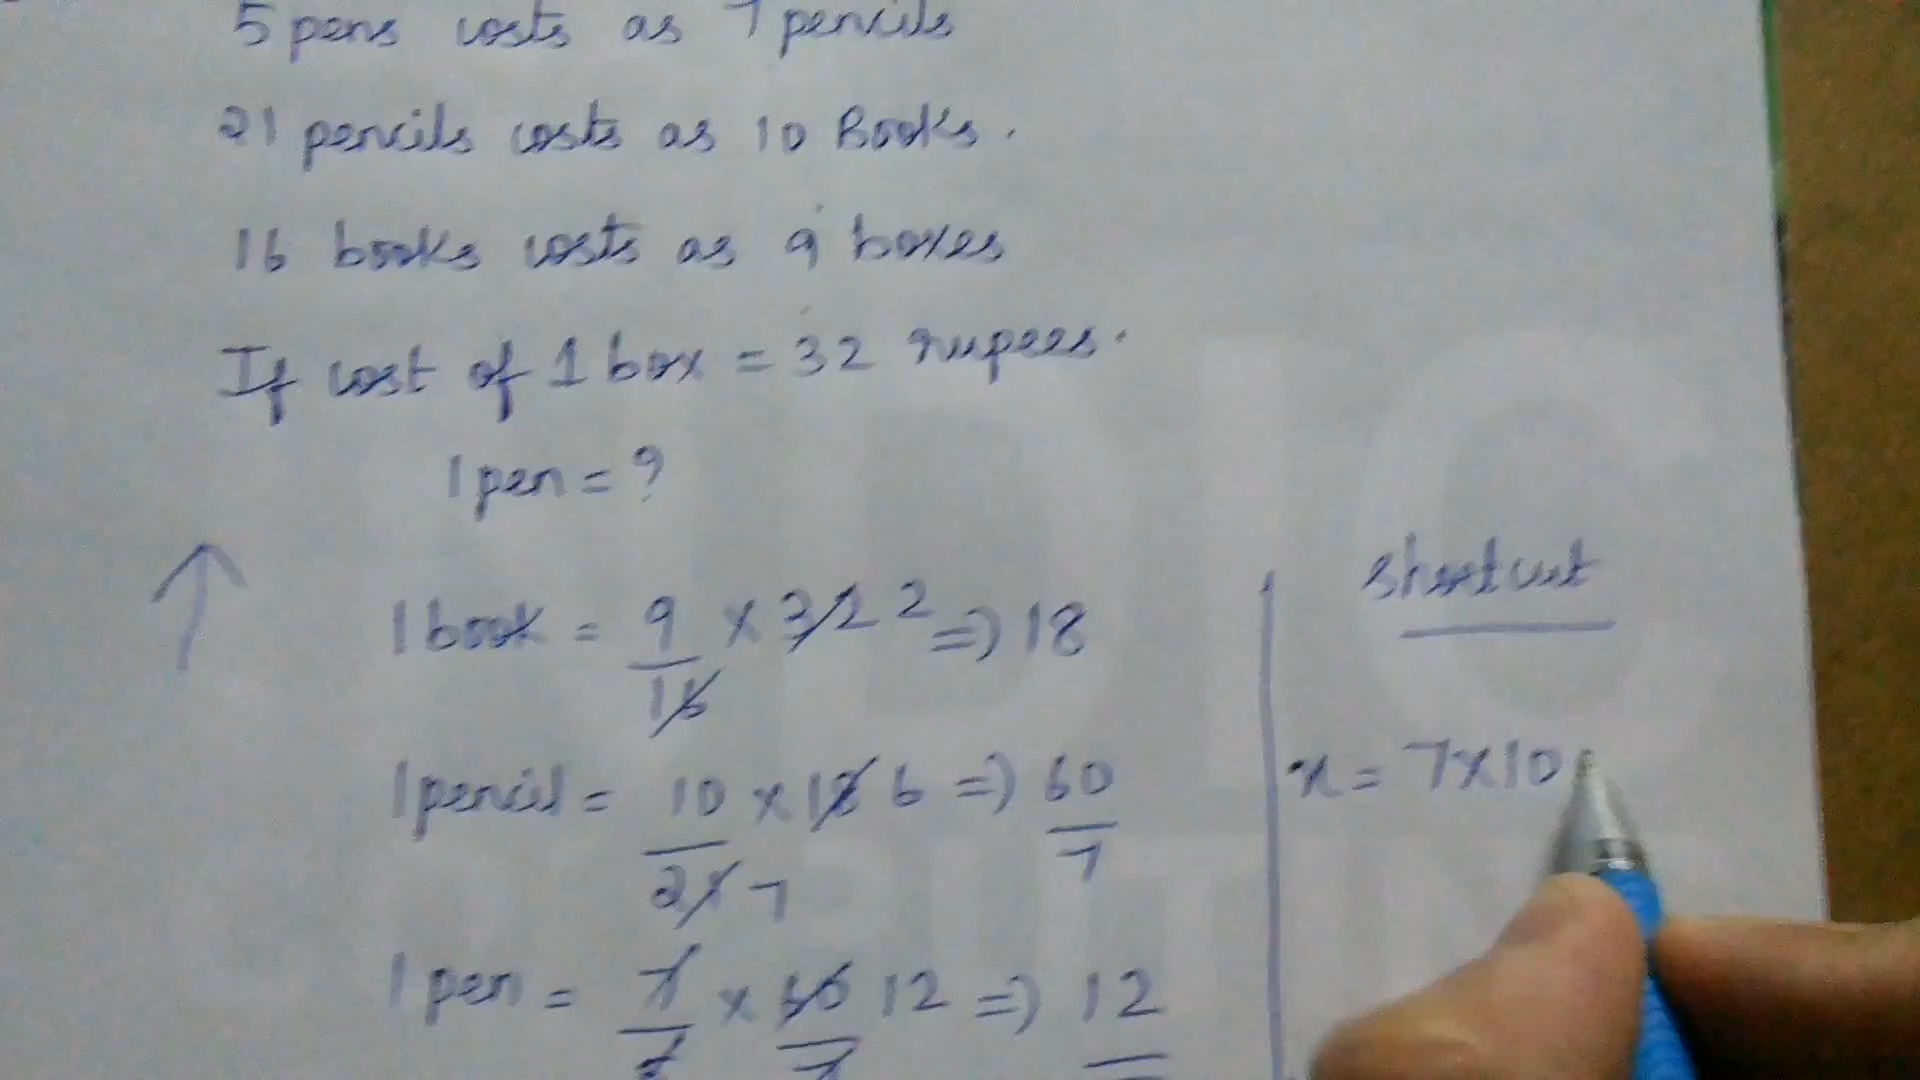 5 pens costs as 7 pencils
21 pencils costs as 10 Books.
16 books costs as 9 boxes
If cost of 1 box = 32 rupees.
1 pen = ?
1 book = 9/16 × 32 2 => 18
1 pencil = 10/21 7 × 18 6 => 60/7
1 pen = 7/5 × 60/7 12 => 12
Shortcut
x = 7×10